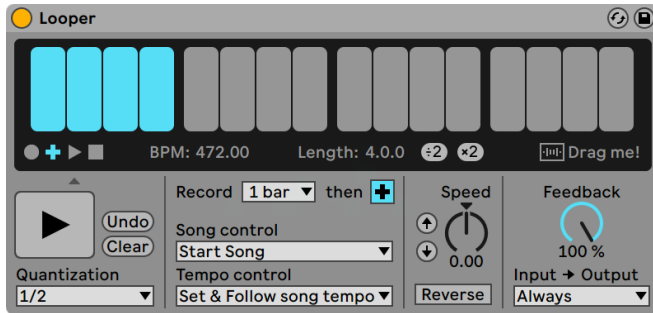 Looper
BPM: 472.00 Length: 4.0.0 ÷2 ×2 Drag me!
Record 1 bar then +
Undo
Clear
Quantization
1/2
Song control
Start Song
Tempo control
Set & Follow song tempo
Speed
0.00
Reverse
Feedback
100 %
Input → Output
Always